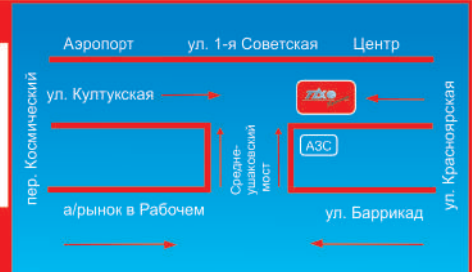 Аэропорт ул. 1-я Советская Центр
пер. Космический
ул. Култукская
ул. Красноярская
Средне-
ушаковский
мост
АЗС
а/рынок в Рабочем
ул. Баррикад